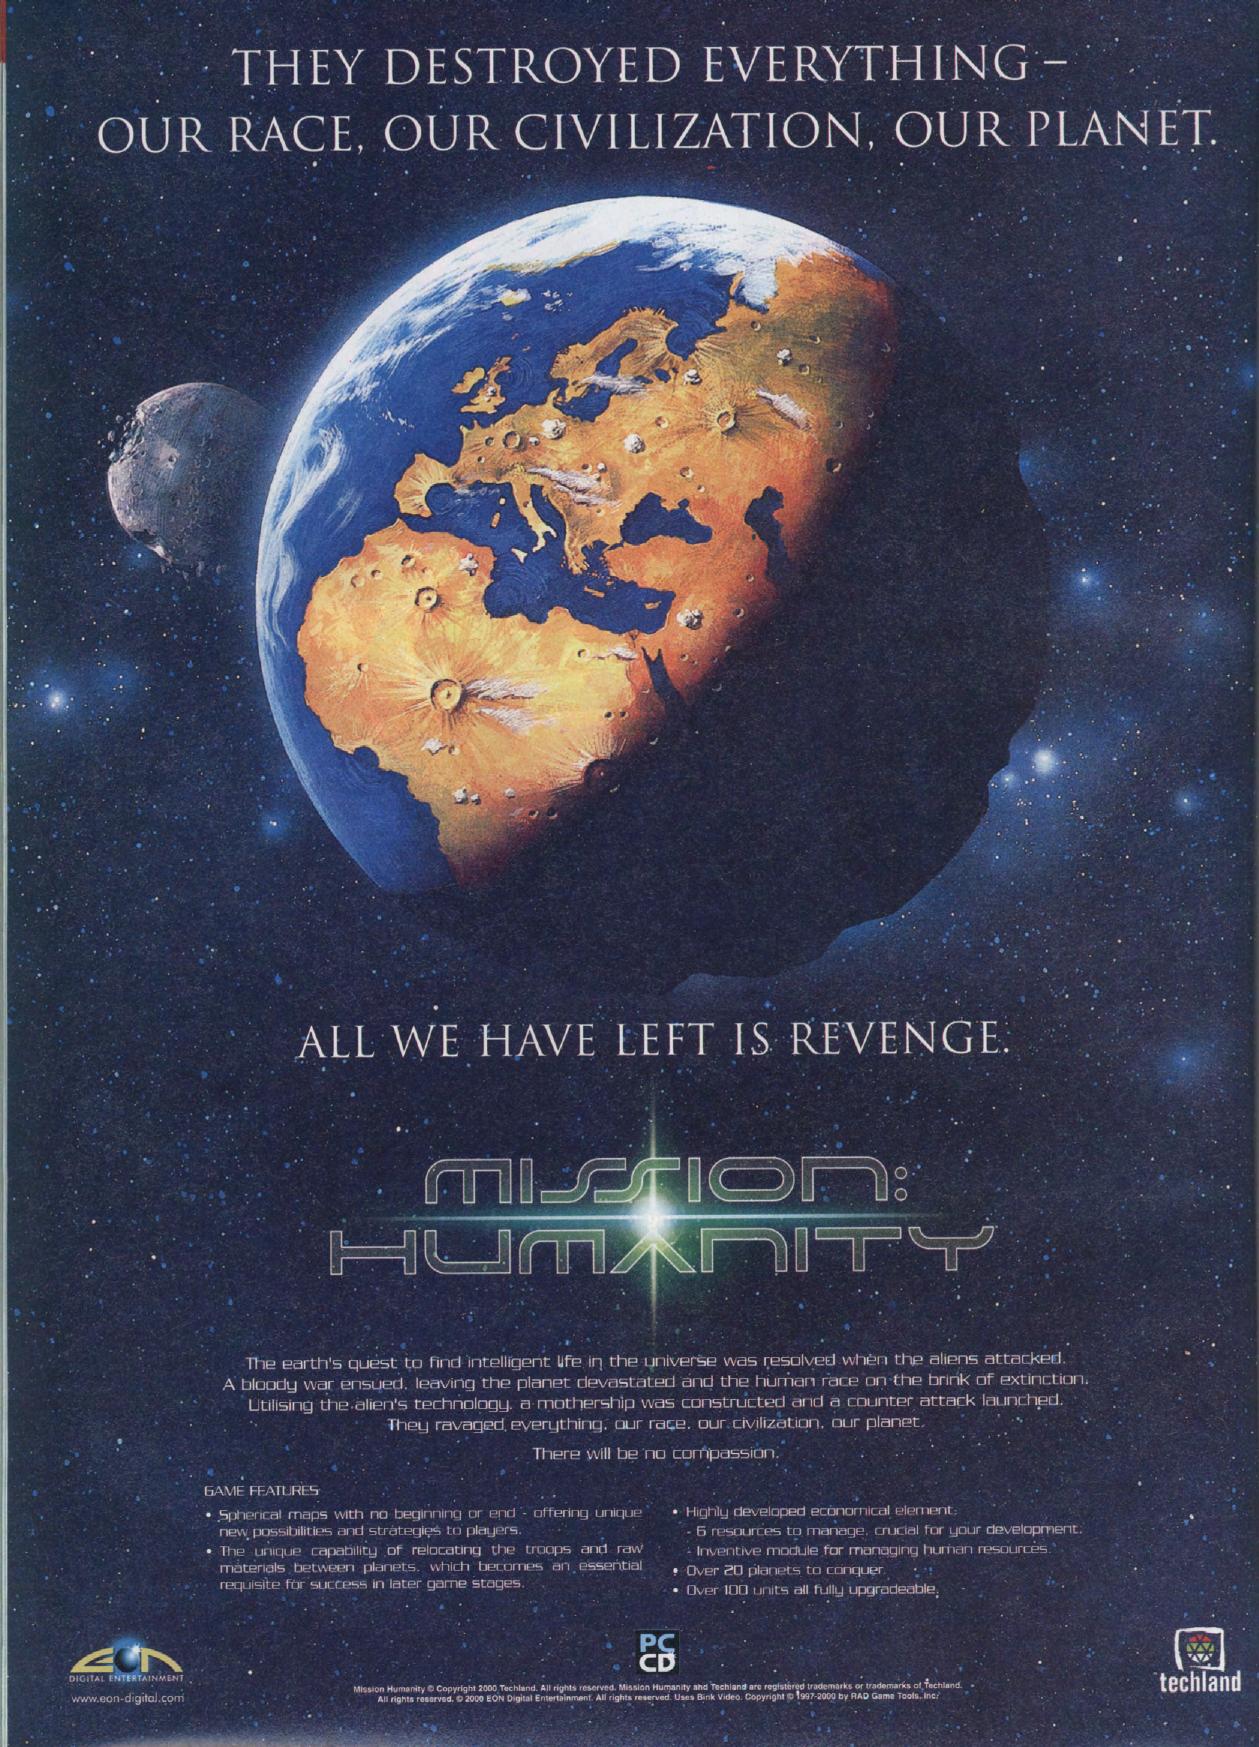 THEY DESTROYED EVERYTHING –
OUR RACE, OUR CIVILIZATION, OUR PLANET.
ALL WE HAVE LEFT IS REVENGE.
MISSION:
HUMANITY
The earth's quest to find intelligent life in the universe was resolved when the aliens attacked.
A bloody war ensued, leaving the planet devastated and the human race on the brink of extinction.
Utilising the alien's technology, a mothership was constructed and a counter attack launched.
They ravaged everything, our race, our civilization, our planet.
There will be no compassion.
GAME FEATURES
• Spherical maps with no beginning or end - offering unique
new possibilities and strategies to players.
• The unique capability of relocating the troops and raw
materials between planets, which becomes an essential
requisite for success in later game stages.
• Highly developed economical element:
- 6 resources to manage, crucial for your development.
- Inventive module for managing human resources.
• Over 20 planets to conquer.
• Over 100 units all fully upgradeable.
eon
DIGITAL ENTERTAINMENT
www.eon-digital.com
PC
CD
Mission Humanity © Copyright 2000 Techland. All rights reserved. Mission Humanity and Techland are registered trademarks or trademarks of Techland.
All rights reserved. © 2000 EON Digital Entertainment. All rights reserved. Uses Bink Video. Copyright © 1997-2000 by RAD Game Tools, Inc.
techland